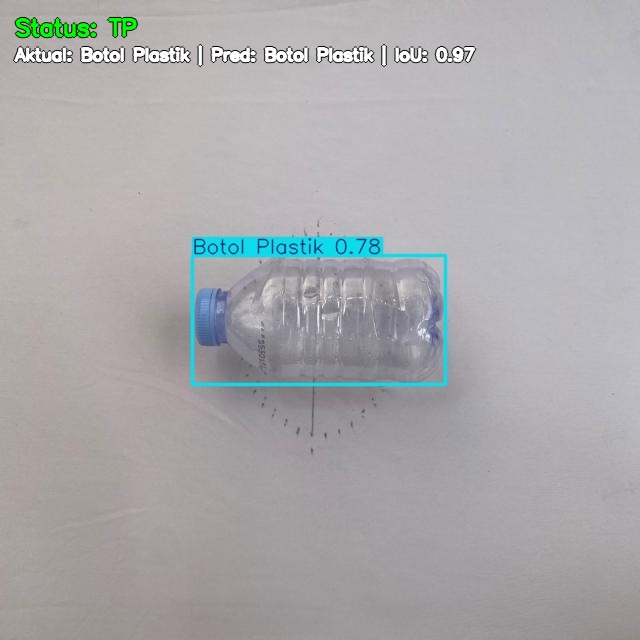 Status: TP
Aktual: Botol Plastik | Pred: Botol Plastik | IoU: 0.97
Botol Plastik 0.78